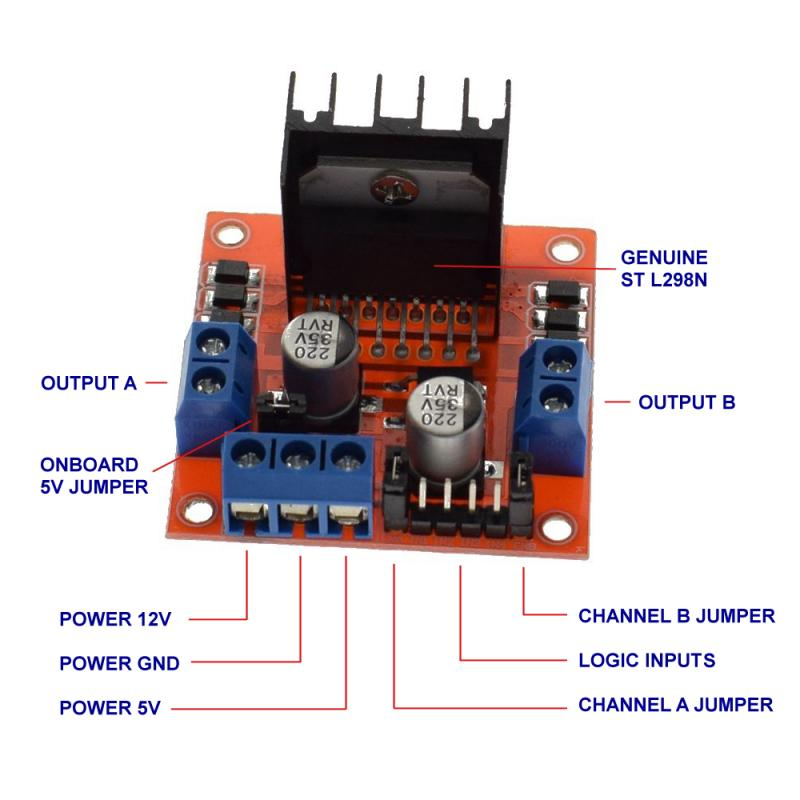 GENUINE
ST L298N
OUTPUT A
OUTPUT B
ONBOARD
5V JUMPER
220
35V
RVT
220
35V
RVT
POWER 12V
POWER GND
POWER 5V
CHANNEL B JUMPER
LOGIC INPUTS
CHANNEL A JUMPER